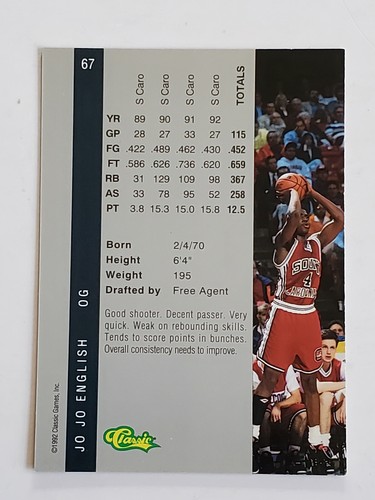 67
S Caro S Caro S Caro S Caro TOTALS
YR 89 90 91 92
GP 28 27 33 27 115
FG .422 .489 .462 .430 .452
FT .586 .626 .736 .620 .659
RB 31 129 109 98 367
AS 33 78 95 52 258
PT 3.8 15.3 15.0 15.8 12.5
Born 2/4/70
Height 6'4"
Weight 195
Drafted by Free Agent
Good shooter. Decent passer. Very
quick. Weak on rebounding skills.
Tends to score points in bunches.
Overall consistency needs to improve.
JO JO ENGLISH OG
©1992 Classic Games, Inc.
Classic
SOUTH
4
CAROLINA